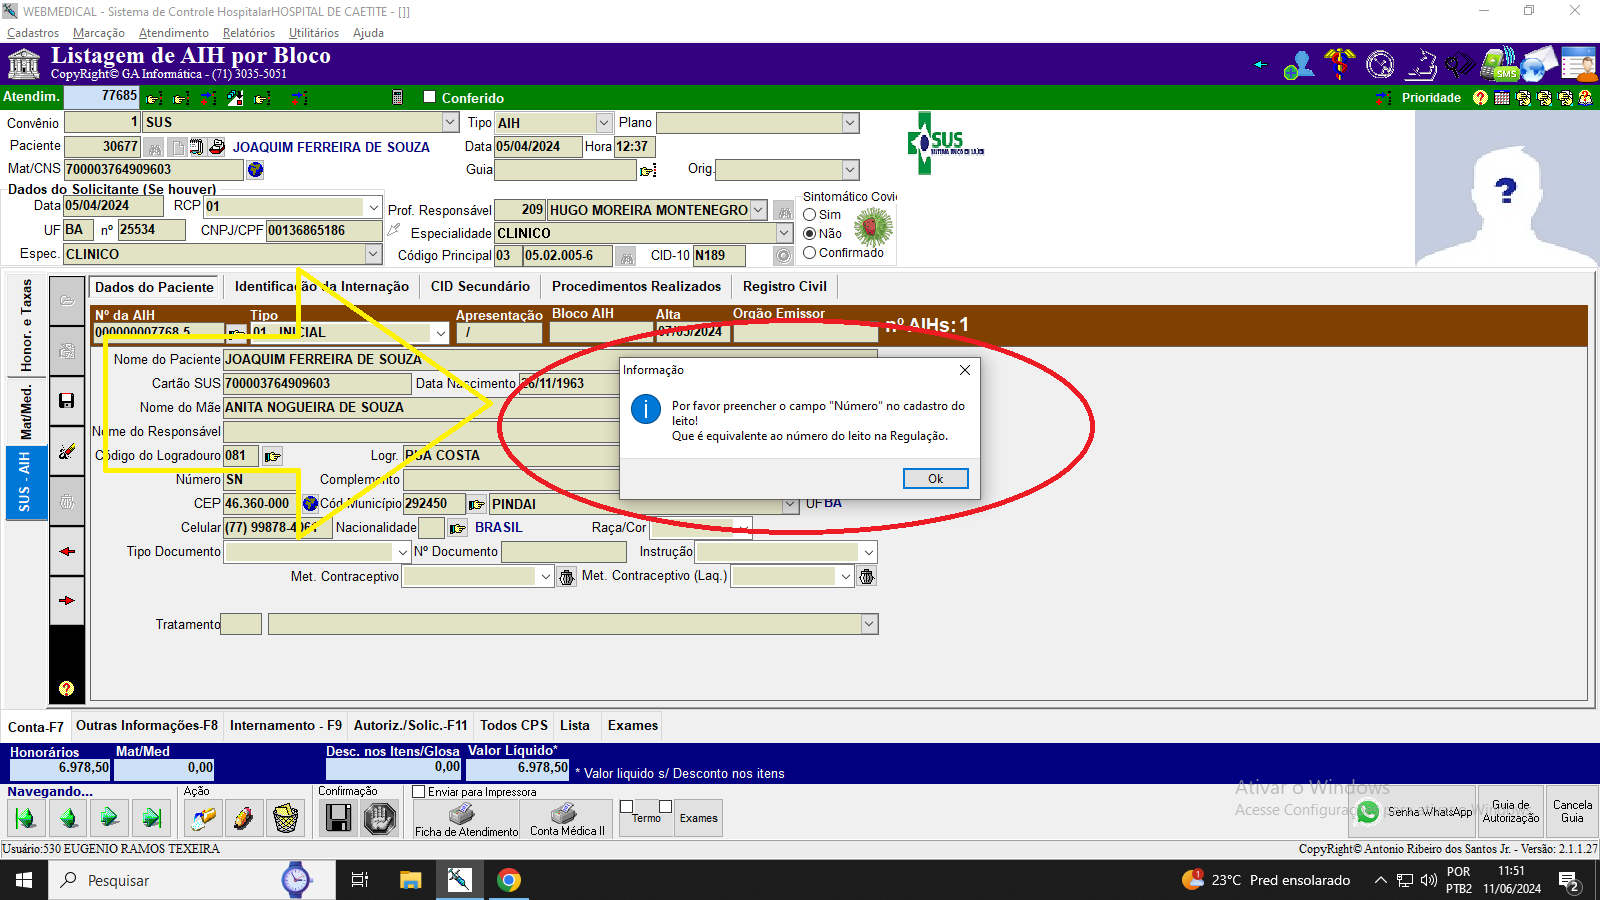 WEBMEDICAL - Sistema de Controle HospitalarHOSPITAL DE CAETITE - []]
Cadastros Marcação Atendimento Relatórios Utilitários Ajuda
Listagem de AIH por Bloco
CopyRight© GA Informática - (71) 3035-5051
SMS
Atendim. 77685 Conferido Prioridade
Convênio 1 SUS Tipo AIH Plano
Paciente 30677 JOAQUIM FERREIRA DE SOUZA Data 05/04/2024 Hora 12:37
SUS
Mat/CNS 700003764909603 Guia Orig.
Dados do Solicitante (Se houver)
Data 05/04/2024 RCP 01 Prof. Responsável 209 HUGO MOREIRA MONTENEGRO
UF BA nº 25534 CNPJ/CPF 00136865186 Especialidade CLINICO
Espec. CLINICO Código Principal 03 05.02.005-6 CID-10 N189
Sintomático Covi
Sim
Não
Confirmado
?
Honor. e Taxas
Mat/Med.
SUS - AIH
Dados do Paciente Identificação da Internação CID Secundário Procedimentos Realizados Registro Civil
Nº da AIH Tipo Apresentação Bloco AIH Alta Orgão Emissor
000000007768-5 01 INICIAL / 07/05/2024 nº AIHs: 1
Nome do Paciente JOAQUIM FERREIRA DE SOUZA
Cartão SUS 700003764909603 Data Nascimento 26/11/1963
Nome do Mãe ANITA NOGUEIRA DE SOUZA
Nome do Responsável
Código do Logradouro 081 Logr. RUA COSTA
Número SN Complemento
CEP 46.360-000 Cód Município 292450 PINDAI UF BA
Celular (77) 99878-4961 Nacionalidade BRASIL Raça/Cor
Tipo Documento Nº Documento Instrução
Met. Contraceptivo Met. Contraceptivo (Laq.)
Tratamento
Informação
Por favor preencher o campo "Número" no cadastro do
leito!
Que é equivalente ao número do leito na Regulação.
Ok
Conta-F7 Outras Informações-F8 Internamento - F9 Autoriz./Solic.-F11 Todos CPS Lista Exames
Honorários Mat/Med Desc. nos Itens/Glosa Valor Líquido*
6.978,50 0,00 0,00 6.978,50 * Valor liquido s/ Desconto nos itens
Navegando... Ação Confirmação Enviar para Impressora
Ficha de Atendimento Conta Médica II Termo Exames
Ativar o Windows
Senha WhatsApp
Guia de
Autorização
Cancela
Guia
Usuário:530 EUGENIO RAMOS TEXEIRA CopyRight© Antonio Ribeiro dos Santos Jr. - Versão: 2.1.1.27
Pesquisar 1 23°C Pred ensolarado
POR
PTB2
11:51
11/06/2024
2